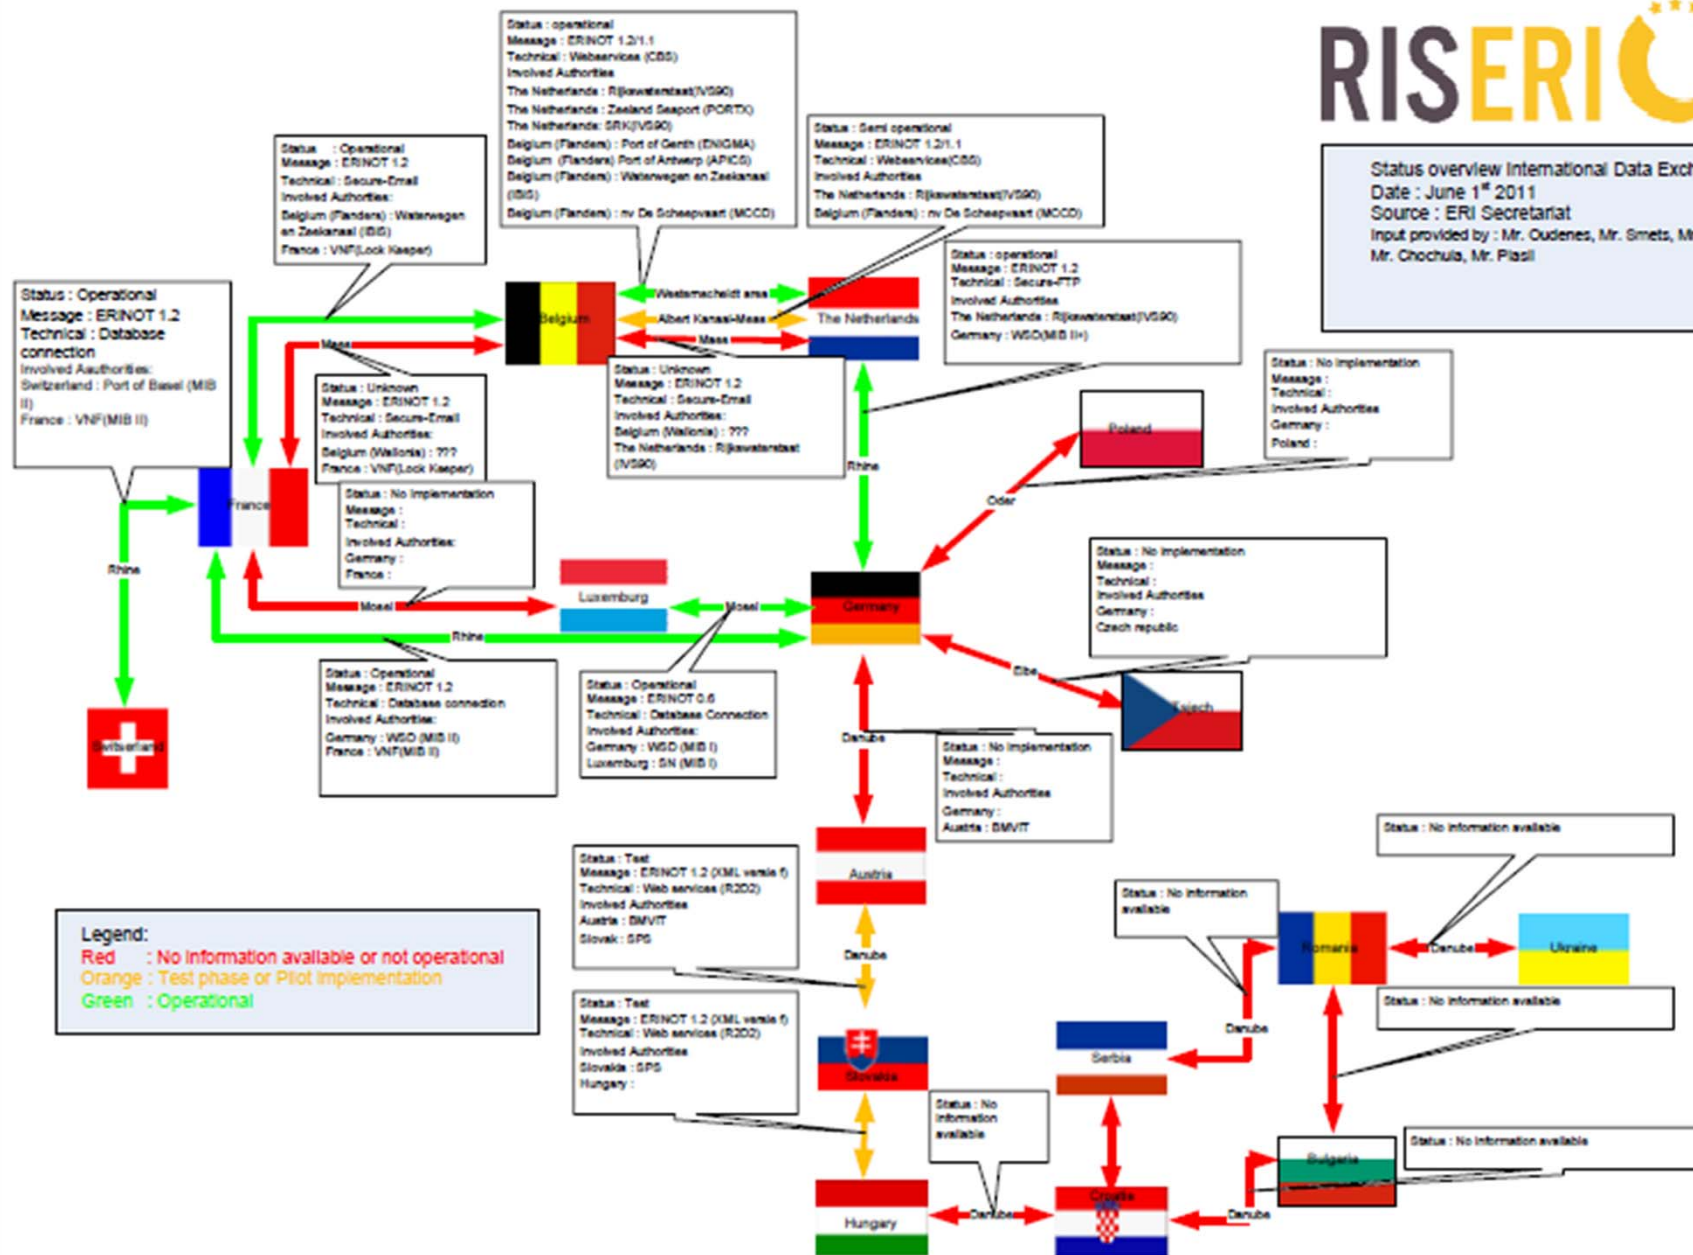 RISERI
Status overview International Data Exch
Date : June 1st 2011
Source : ERI Secretariat
Input provided by : Mr. Oudenes, Mr. Smets, Mr
Mr. Chochula, Mr. Plasil
Status : operational
Message : ERINOT 1.2/1.1
Technical : Webservices (CBS)
Involved Authorities
The Netherlands : Rijkswaterstaat(IVS90)
The Netherlands : Zeeland Seaport (PORTX)
The Netherlands: SRK(IVS90)
Belgium (Flanders) : Port of Genth (ENIGMA)
Belgium (Flanders) Port of Antwerp (APICS)
Belgium (Flanders) : Waterwegen en Zeekanaal
(IBIS)
Belgium (Flanders) : nv De Scheepvaart (MCCD)
Status : Semi operational
Message : ERINOT 1.2/1.1
Technical : Webservices(CBS)
Involved Authorities
The Netherlands : Rijkswaterstaat(IVS90)
Belgium (Flanders) : nv De Scheepvaart (MCCD)
Status : Operational
Message : ERINOT 1.2
Technical : Secure-Email
Involved Authorities:
Belgium (Flanders) : Waterwegen
en Zeekanaal (IBIS)
France : VNF(Lock Keeper)
Status : operational
Message : ERINOT 1.2
Technical : Secure-FTP
Involved Authorities
The Netherlands : Rijkswaterstaat(IVS90)
Germany : WSD(MIB II+)
Status : Operational
Message : ERINOT 1.2
Technical : Database
connection
Involved Aauthorities:
Switzerland : Port of Basel (MIB
II)
France : VNF(MIB II)
Belgium
Westerscheldt area
Albert Kanaal-Maas
Maas
The Netherlands
Maas
Status : Unknown
Message : ERINOT 1.2
Technical : Secure-Email
Involved Authorities:
Belgium (Wallonia) : ???
France : VNF(Lock Keeper)
Status : Unknown
Message : ERINOT 1.2
Technical : Secure-Email
Involved Authorities:
Belgium (Wallonia) : ???
The Netherlands : Rijkswaterstaat
(IVS90)
Status : No Implementation
Message :
Technical :
Involved Authorities
Germany :
Poland :
Poland
Rhine
Oder
France
Status : No Implementation
Message :
Technical :
Involved Authorities:
Germany :
France :
Rhine
Mosel
Luxemburg
Mosel
Germany
Rhine
Status : No Implementation
Message :
Technical :
Involved Authorities
Germany :
Czech republic
Elbe
Tsjech
Switserland
Status : Operational
Message : ERINOT 1.2
Technical : Database connection
Involved Authorities:
Germany : WSD (MIB II)
France : VNF(MIB II)
Status : Operational
Message : ERINOT 0.6
Technical : Database Connection
Involved Authorities:
Germany : WSD (MIB I)
Luxemburg : SN (MIB I)
Danube
Status : No Implementation
Message :
Technical :
Involved Authorities
Germany :
Austria : BMVIT
Austria
Status : Test
Message : ERINOT 1.2 (XML versie f)
Technical : Web services (R2D2)
Involved Authorities
Austria : BMVIT
Slovak : SPS
Danube
Status : No information available
Status : No information
available
Romania
Danube
Ukraine
Legend:
Red : No information available or not operational
Orange : Test phase or Pilot Implementation
Green : Operational
Status : Test
Message : ERINOT 1.2 (XML versie f)
Technical : Web services (R2D2)
Involved Authorities
Slovakia : SPS
Hungary :
Slovakia
Serbia
Danube
Status : No information available
Status : No
information
available
Status : No information available
Bulgaria
Hungary
Danube
Croatia
Danube